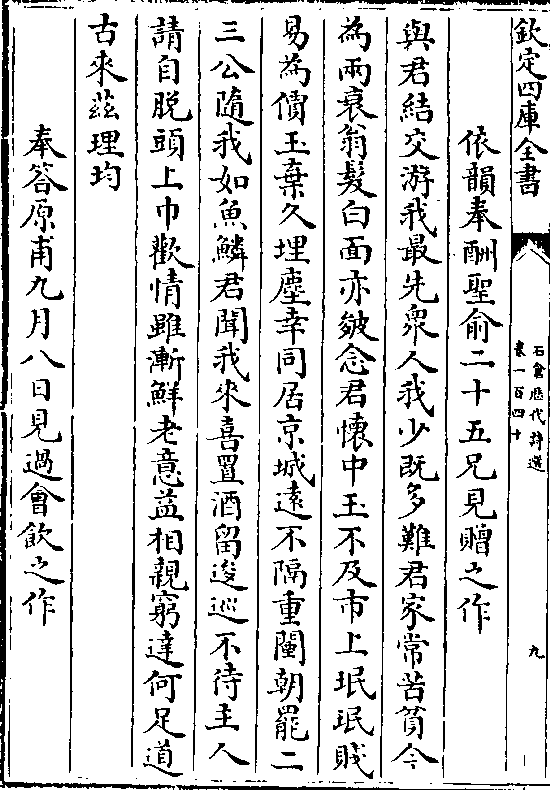 欽定四庫全書
石倉歷代詩選
卷一百四十
九
依韻奉酬聖俞二十五兄見贈之作
與君結交游我最先衆人我少既多難君家常苦貧今
為兩衰翁髮白面亦皴念君懷中玉不及市上珉珉賤
易為價玉棄久埋塵幸同居京城遠不隔重闉朝罷二
三公隨我如魚鱗君聞我來喜置酒留逡巡不待主人
請自脱頭上巾歡情雖漸鮮老意益相親窮達何足道
古來兹理均
奉答原甫九月八日見過會飲之作